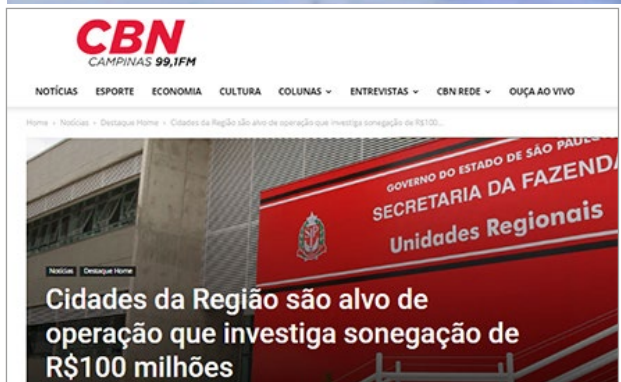 CBN
CAMPINAS 99,1FM
NOTÍCIAS ESPORTE ECONOMIA CULTURA COLUNAS ENTREVISTAS CBN REDE OUÇA AO VIVO
Home › Notícias › Destaque Home › Cidades da Região são alvo de operação que investiga sonegação de R$100...
GOVERNO DO ESTADO DE SÃO PAULO
SECRETARIA DA FAZENDA
Unidades Regionais
Notícias Destaque Home
Cidades da Região são alvo de
operação que investiga sonegação de
R$100 milhões